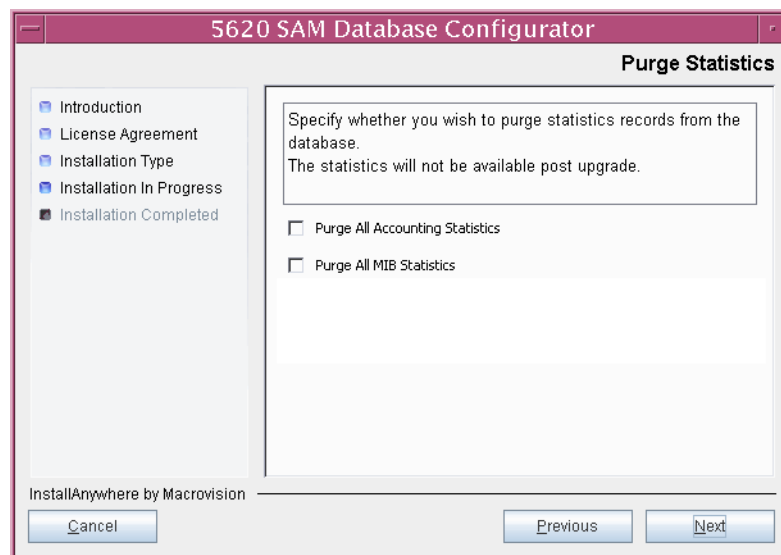 5620 SAM Database Configurator
Purge Statistics
Introduction
License Agreement
Installation Type
Installation In Progress
Installation Completed
Specify whether you wish to purge statistics records from the
database.
The statistics will not be available post upgrade.
Purge All Accounting Statistics
Purge All MIB Statistics
InstallAnywhere by Macrovision
Cancel
Previous
Next